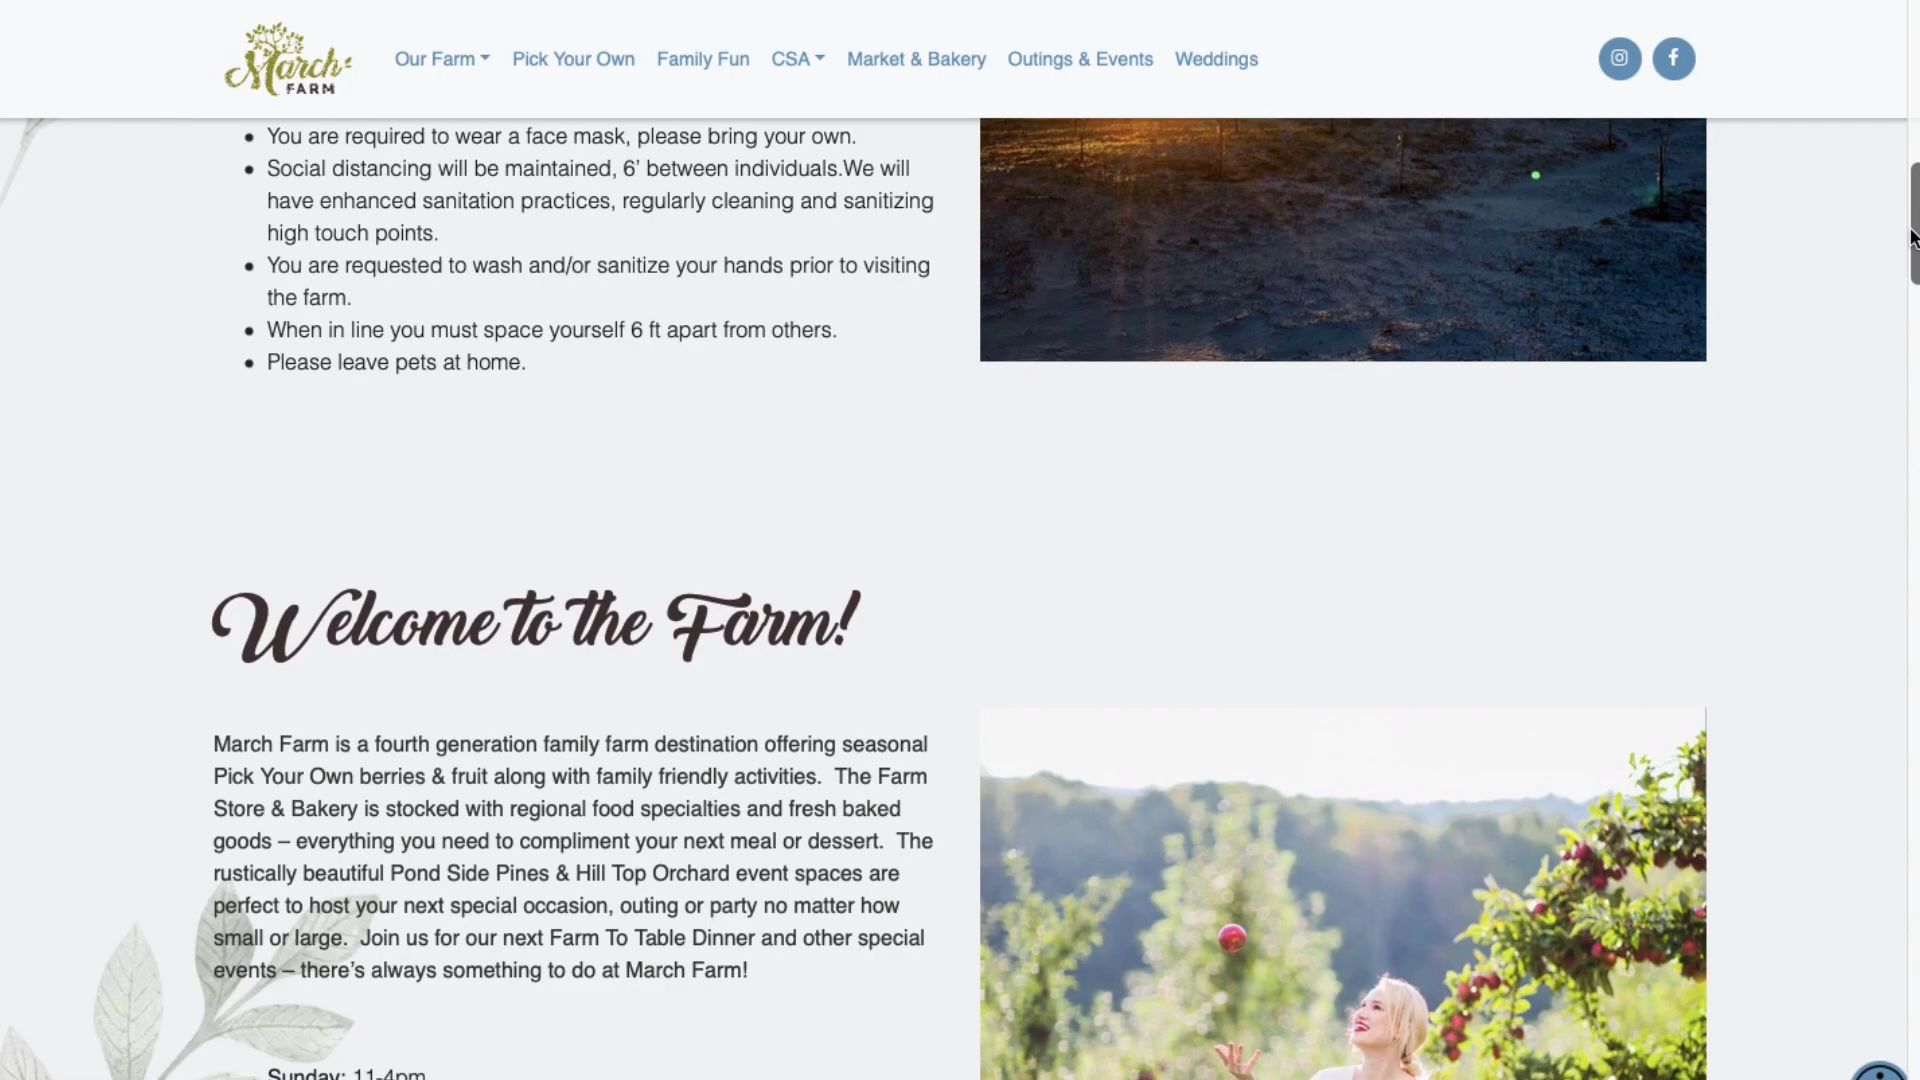 March
FARM
Our Farm
Pick Your Own
Family Fun
CSA
Market & Bakery
Outings & Events
Weddings
You are required to wear a face mask, please bring your own.
Social distancing will be maintained, 6’ between individuals.We will
have enhanced sanitation practices, regularly cleaning and sanitizing
high touch points.
You are requested to wash and/or sanitize your hands prior to visiting
the farm.
When in line you must space yourself 6 ft apart from others.
Please leave pets at home.
Welcome to the Farm!
March Farm is a fourth generation family farm destination offering seasonal
Pick Your Own berries & fruit along with family friendly activities.  The Farm
Store & Bakery is stocked with regional food specialties and fresh baked
goods – everything you need to compliment your next meal or dessert.  The
rustically beautiful Pond Side Pines & Hill Top Orchard event spaces are
perfect to host your next special occasion, outing or party no matter how
small or large.  Join us for our next Farm To Table Dinner and other special
events – there’s always something to do at March Farm!
Sunday: 11-4pm